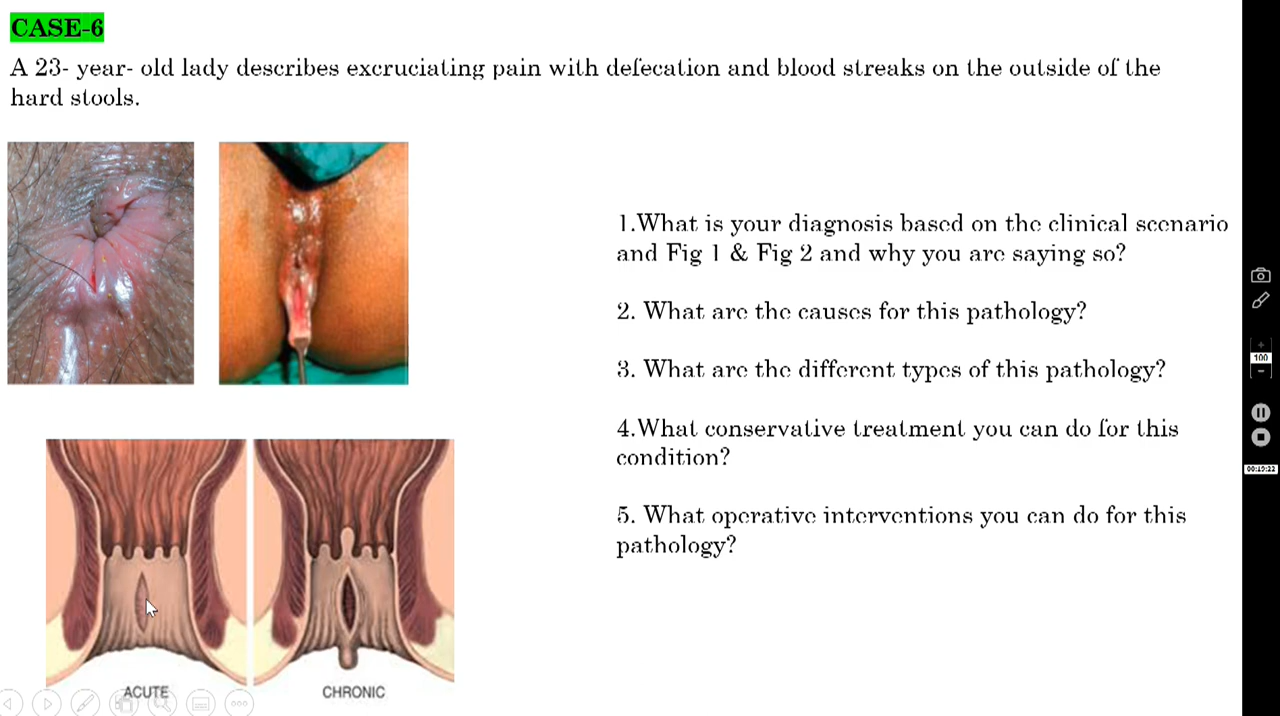 CASE-6
A 23- year- old lady describes excruciating pain with defecation and blood streaks on the outside of the
hard stools.
1.What is your diagnosis based on the clinical scenario
and Fig 1 & Fig 2 and why you are saying so?
2. What are the causes for this pathology?
3. What are the different types of this pathology?
4.What conservative treatment you can do for this
condition?
5. What operative interventions you can do for this
pathology?
ACUTE
CHRONIC
100
00:19:22